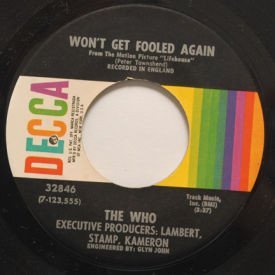 WON'T GET FOOLED AGAIN
From The Motion Picture "Lifehouse"
(Peter Townshend)
RECORDED IN ENGLAND
DECCA
32846
(7-123,555)
Track Music,
Inc. (BMI)
(3:37)
THE WHO
EXECUTIVE PRODUCERS: LAMBERT,
STAMP, KAMERON
ENGINEERED BY: GLYN JOHN